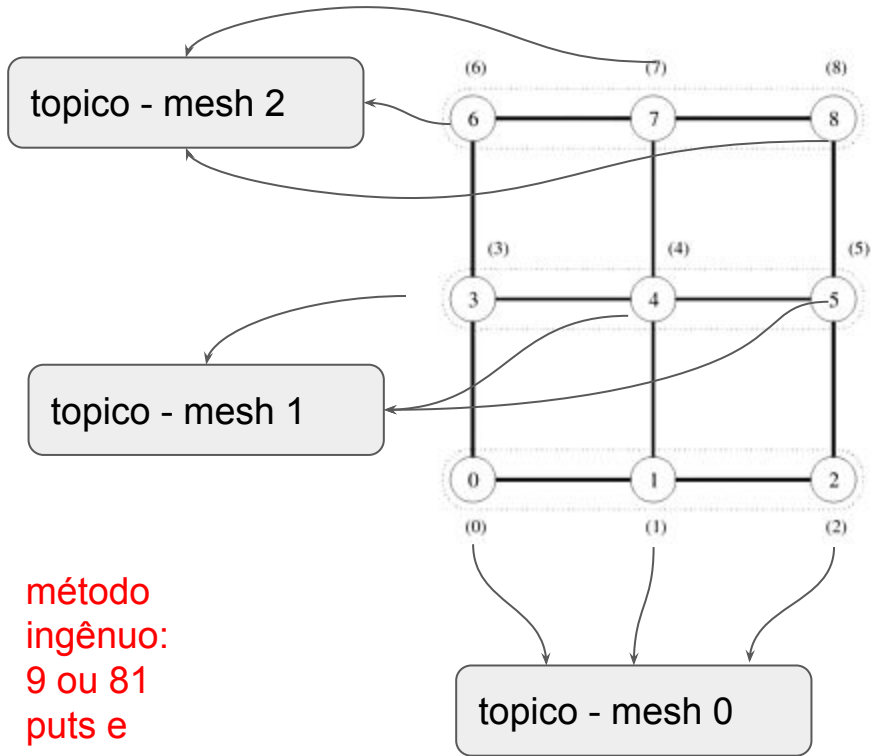 (6) (7) (8)
topico - mesh 2
6 7 8
(3) (4) (5)
3 4 5
topico - mesh 1
0 1 2
(0) (1) (2)
método
ingênuo:
9 ou 81
puts e
topico - mesh 0